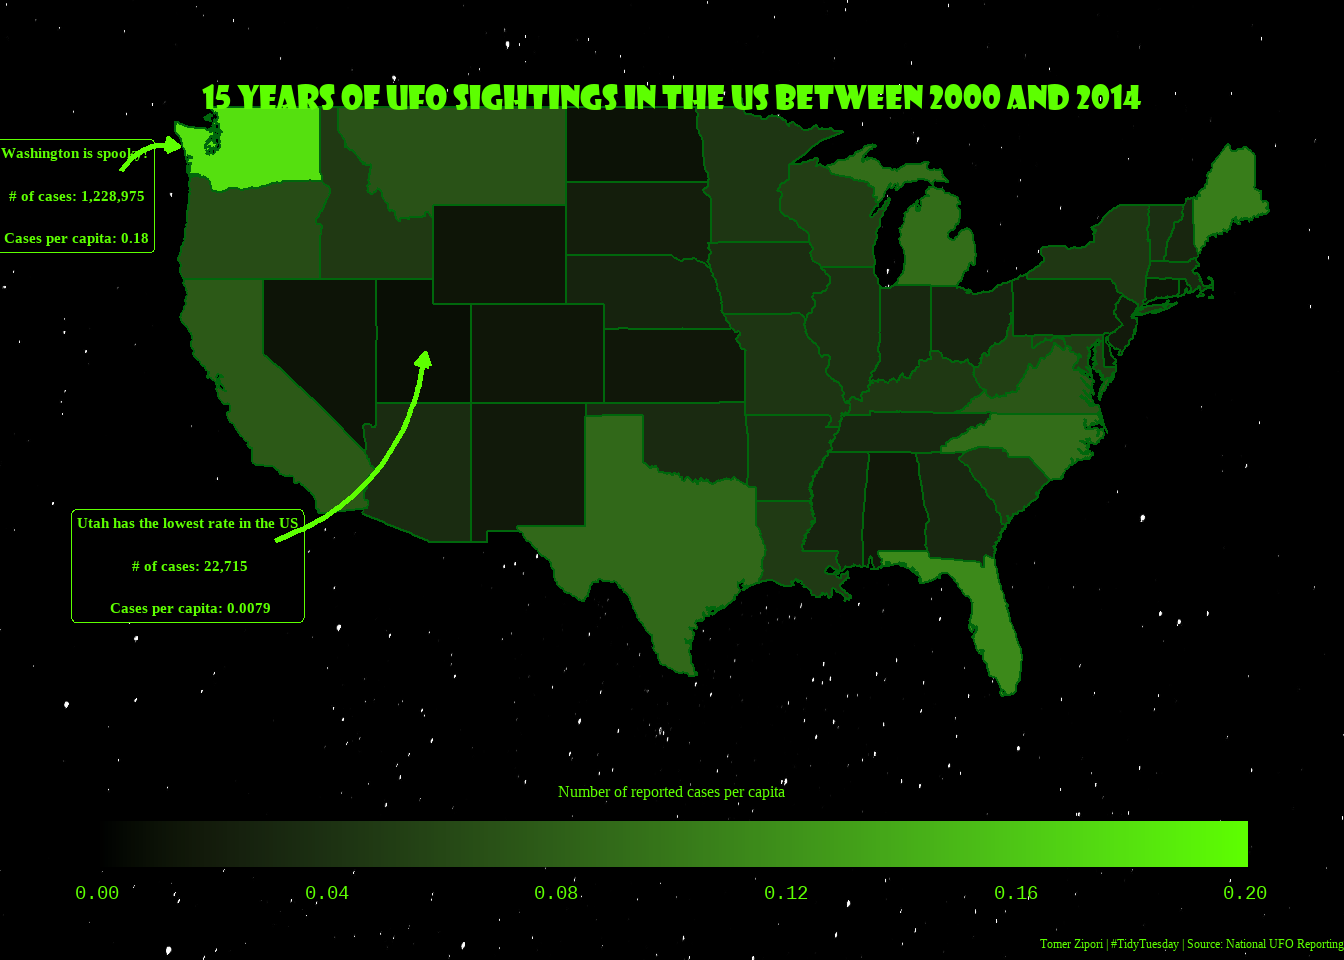 15 YEARS OF UFO SIGHTINGS IN THE US BETWEEN 2000 AND 2014
Washington is spooky!
# of cases: 1,228,975
Cases per capita: 0.18
Utah has the lowest rate in the US
# of cases: 22,715
Cases per capita: 0.0079
Number of reported cases per capita
0.00 0.04 0.08 0.12 0.16 0.20
Tomer Zipori | #TidyTuesday | Source: National UFO Reporting